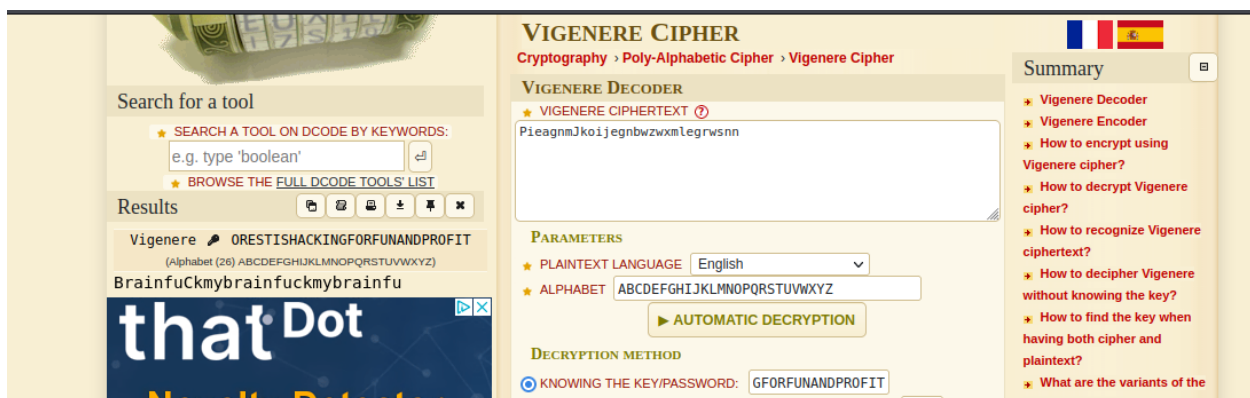 Search for a tool
SEARCH A TOOL ON DCODE BY KEYWORDS:
e.g. type 'boolean'
BROWSE THE FULL DCODE TOOLS' LIST
Results
Vigenere ORESTISHACKINGFORFUNANDPROFIT
(Alphabet (26) ABCDEFGHIJKLMNOPQRSTUVWXYZ)
BrainfuCkmybrainfuckmybrainfu
that Dot
VIGENERE CIPHER
Cryptography › Poly-Alphabetic Cipher › Vigenere Cipher
VIGENERE DECODER
VIGENERE CIPHERTEXT ?
PieagnmJkoijegnbwzwxmlegrwsnn
PARAMETERS
PLAINTEXT LANGUAGE English
ALPHABET ABCDEFGHIJKLMNOPQRSTUVWXYZ
▶ AUTOMATIC DECRYPTION
DECRYPTION METHOD
KNOWING THE KEY/PASSWORD: GFORFUNANDPROFIT
Summary
Vigenere Decoder
Vigenere Encoder
How to encrypt using
Vigenere cipher?
How to decrypt Vigenere
cipher?
How to recognize Vigenere
ciphertext?
How to decipher Vigenere
without knowing the key?
How to find the key when
having both cipher and
plaintext?
What are the variants of the